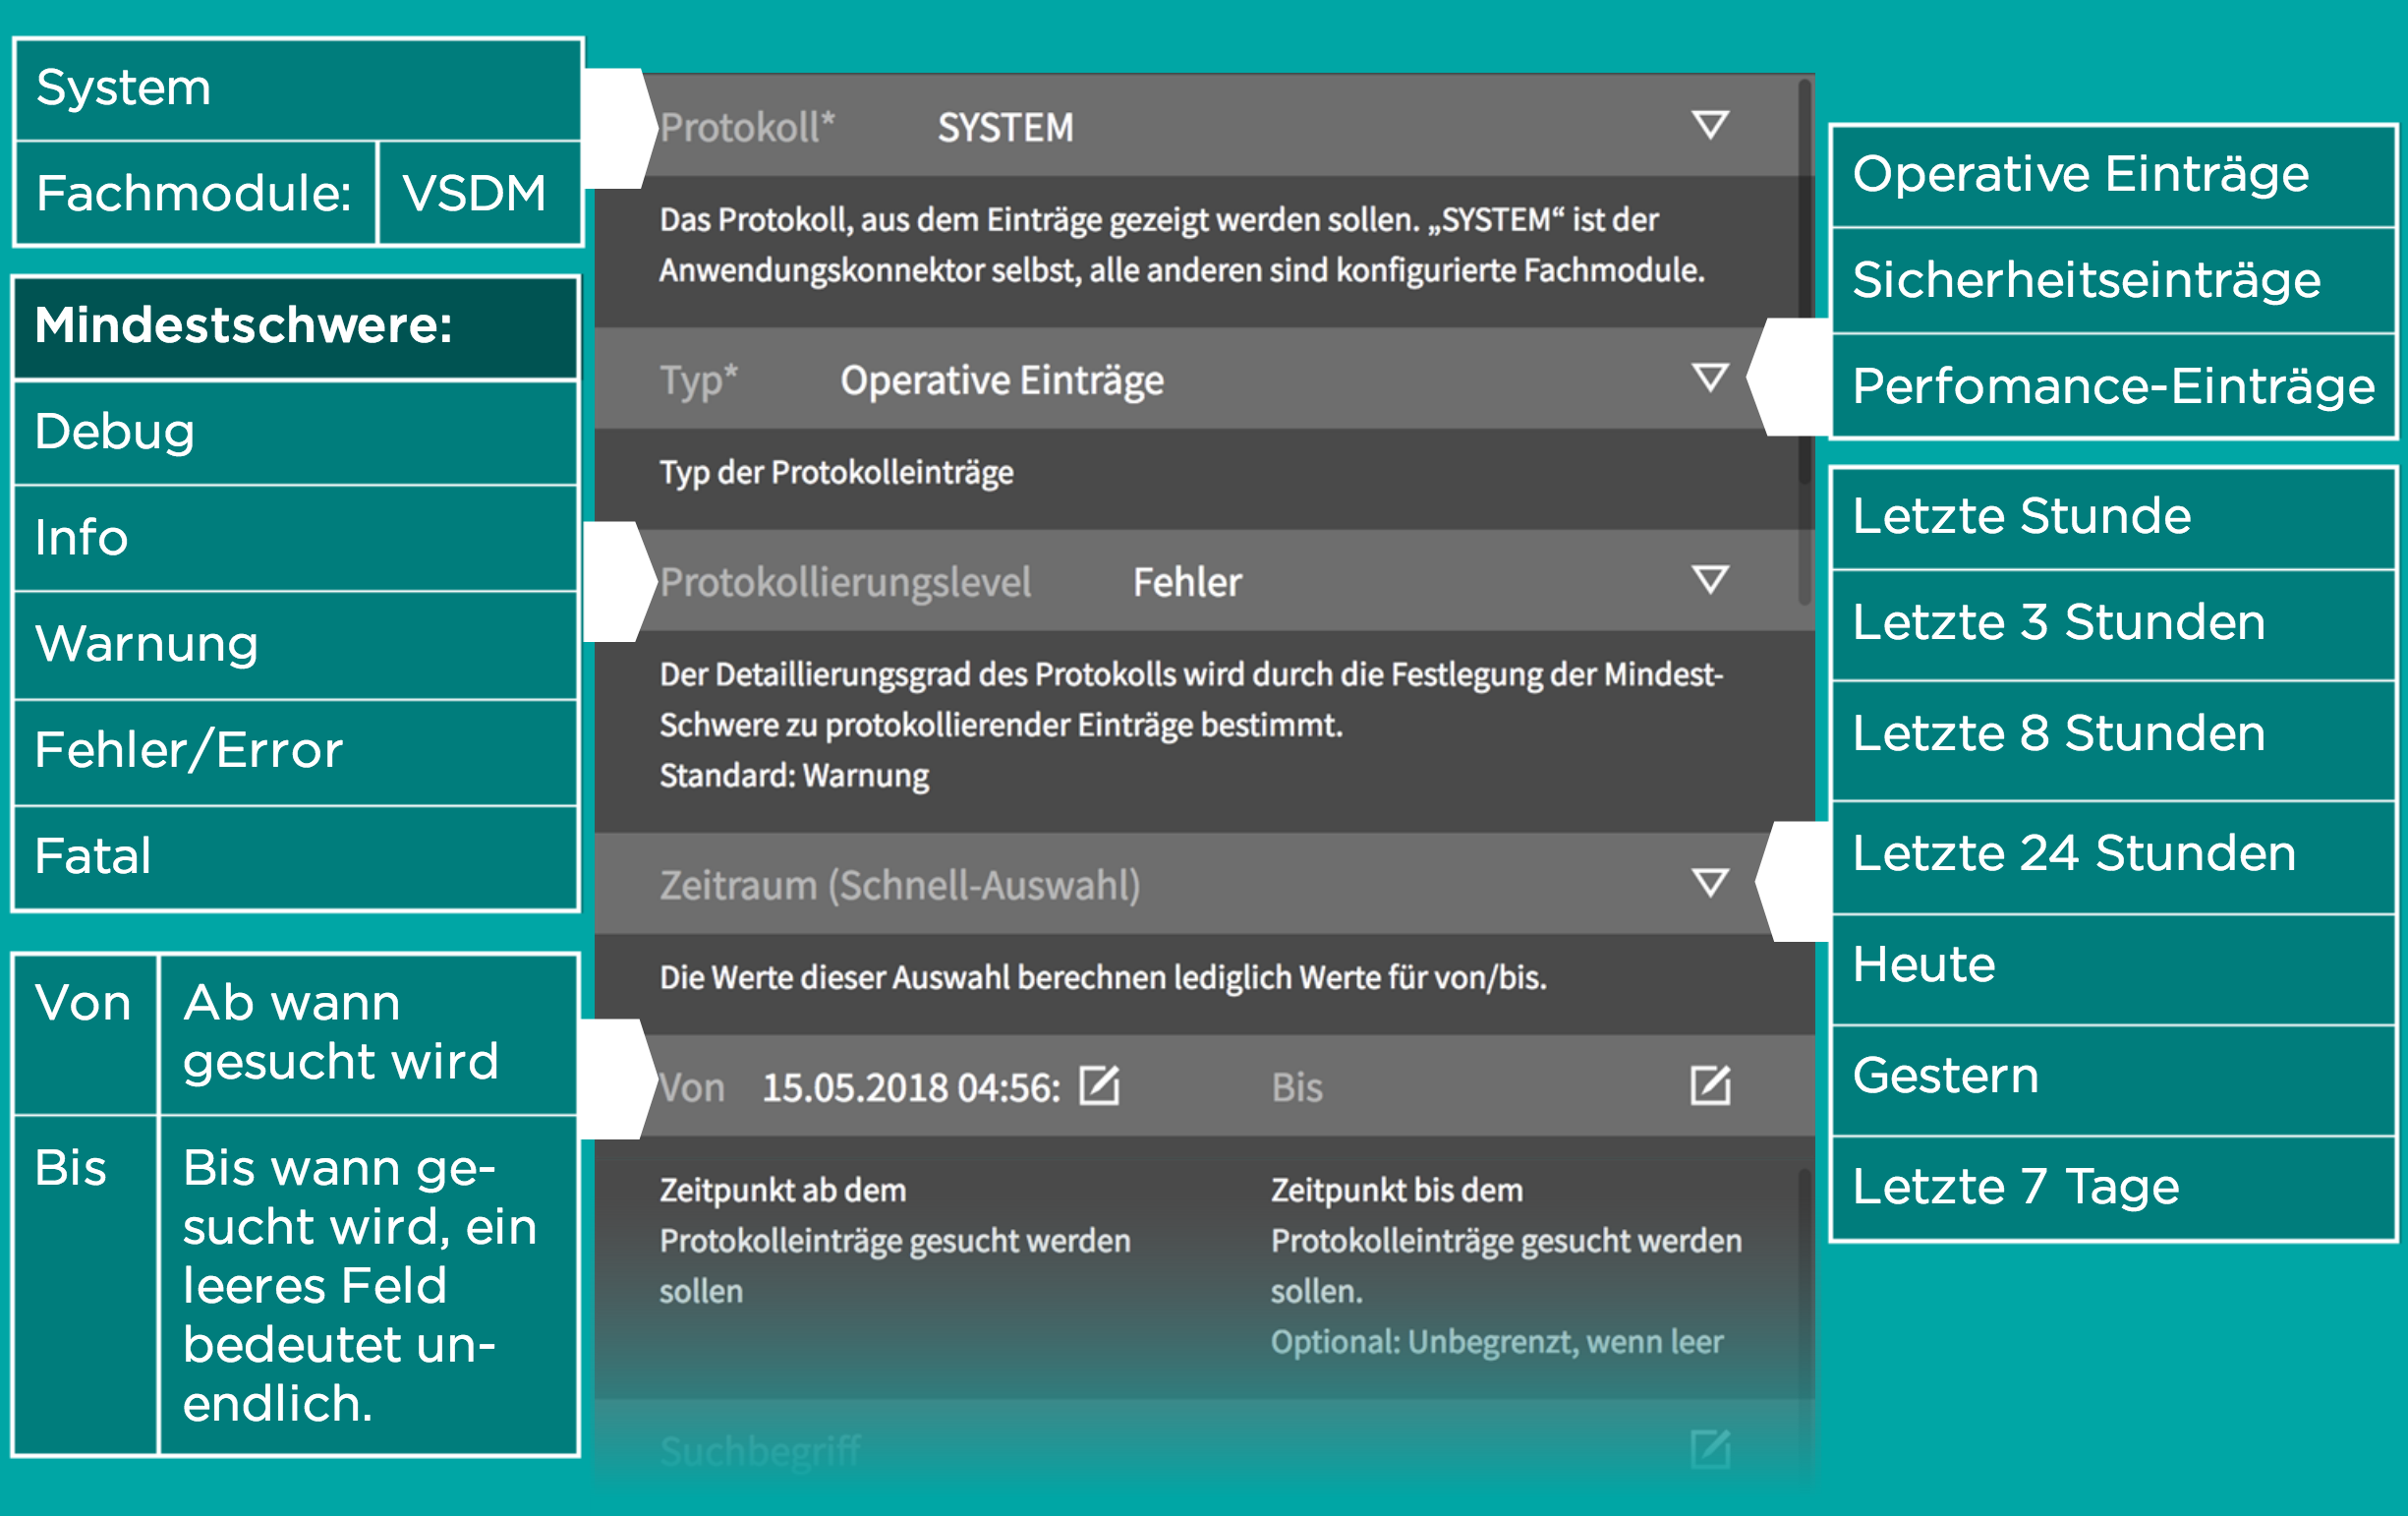 System
Fachmodule: VSDM
Mindestschwere:
Debug
Info
Warnung
Fehler/Error
Fatal
Von Ab wann
gesucht wird
Bis Bis wann ge-
sucht wird, ein
leeres Feld
bedeutet un-
endlich.
Protokoll* SYSTEM
Das Protokoll, aus dem Einträge gezeigt werden sollen. „SYSTEM“ ist der
Anwendungskonnektor selbst, alle anderen sind konfigurierte Fachmodule.
Typ* Operative Einträge
Typ der Protokolleinträge
Protokollierungslevel Fehler
Der Detaillierungsgrad des Protokolls wird durch die Festlegung der Mindest-
Schwere zu protokollierender Einträge bestimmt.
Standard: Warnung
Zeitraum (Schnell-Auswahl)
Die Werte dieser Auswahl berechnen lediglich Werte für von/bis.
Von 15.05.2018 04:56: Bis
Zeitpunkt ab dem
Protokolleinträge gesucht werden
sollen
Zeitpunkt bis dem
Protokolleinträge gesucht werden
sollen.
Optional: Unbegrenzt, wenn leer
Suchbegriff
Operative Einträge
Sicherheitseinträge
Perfomance-Einträge
Letzte Stunde
Letzte 3 Stunden
Letzte 8 Stunden
Letzte 24 Stunden
Heute
Gestern
Letzte 7 Tage